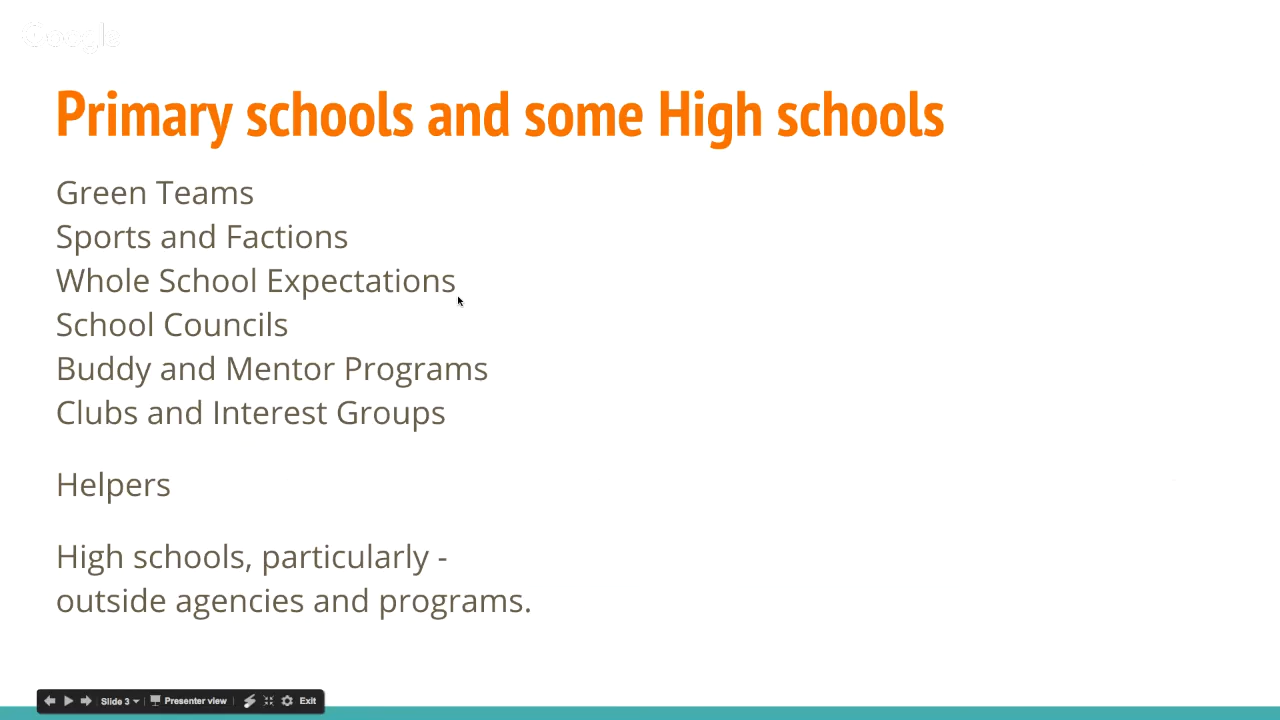 Google
Primary schools and some High schools
Green Teams
Sports and Factions
Whole School Expectations
School Councils
Buddy and Mentor Programs
Clubs and Interest Groups
Helpers
High schools, particularly -
outside agencies and programs.
Slide 3 Presenter view Exit